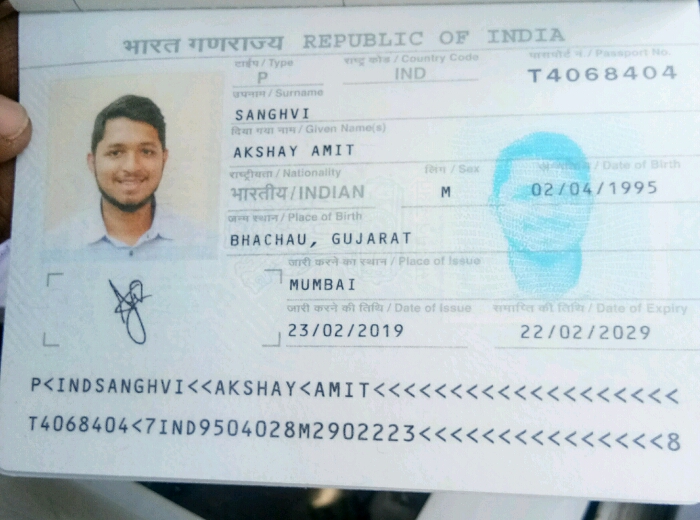 भारत गणराज्य REPUBLIC OF INDIA
टाईप / Type राष्ट्र कोड / Country Code पासपोर्ट न. / Passport No.
P IND T4068404
उपनाम / Surname
SANGHVI
दिया गया नाम / Given Name(s)
AKSHAY AMIT
राष्ट्रीयता / Nationality लिंग / Sex / Date of Birth
भारतीय / INDIAN M 02/04/1995
जन्म स्थान / Place of Birth
BHACHAU, GUJARAT
जारी करने का स्थान / Place of Issue
MUMBAI
जारी करने की तिथि / Date of Issue समाप्ति की तिथि / Date of Expiry
23/02/2019 22/02/2029
P<INDSANGHVI<<AKSHAY<AMIT<<<<<<<<<<<<<<<<<<<
T4068404<7IND9504028M2902223<<<<<<<<<<<<<<<8